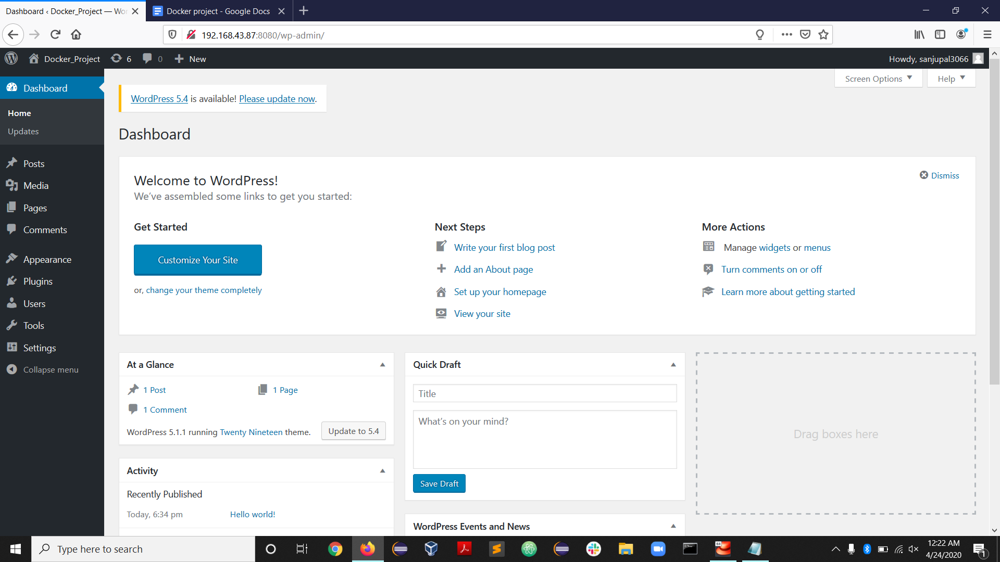 Dashboard ‹ Docker_Project — Wor
Docker project - Google Docs
192.168.43.87:8080/wp-admin/
Docker_Project
6
0
New
Howdy, sanjupal3066
Dashboard
Home
Updates
Posts
Media
Pages
Comments
Appearance
Plugins
Users
Tools
Settings
Collapse menu
Screen Options
Help
WordPress 5.4 is available! Please update now.
Dashboard
Welcome to WordPress!
Dismiss
We've assembled some links to get you started:
Get Started
Customize Your Site
or, change your theme completely
Next Steps
Write your first blog post
Add an About page
Set up your homepage
View your site
More Actions
Manage widgets or menus
Turn comments on or off
Learn more about getting started
At a Glance
1 Post
1 Page
1 Comment
WordPress 5.1.1 running Twenty Nineteen theme.
Update to 5.4
Activity
Recently Published
Today, 6:34 pm
Hello world!
Quick Draft
Title
What's on your mind?
Save Draft
WordPress Events and News
Drag boxes here
Type here to search
64
12:22 AM
4/24/2020
1